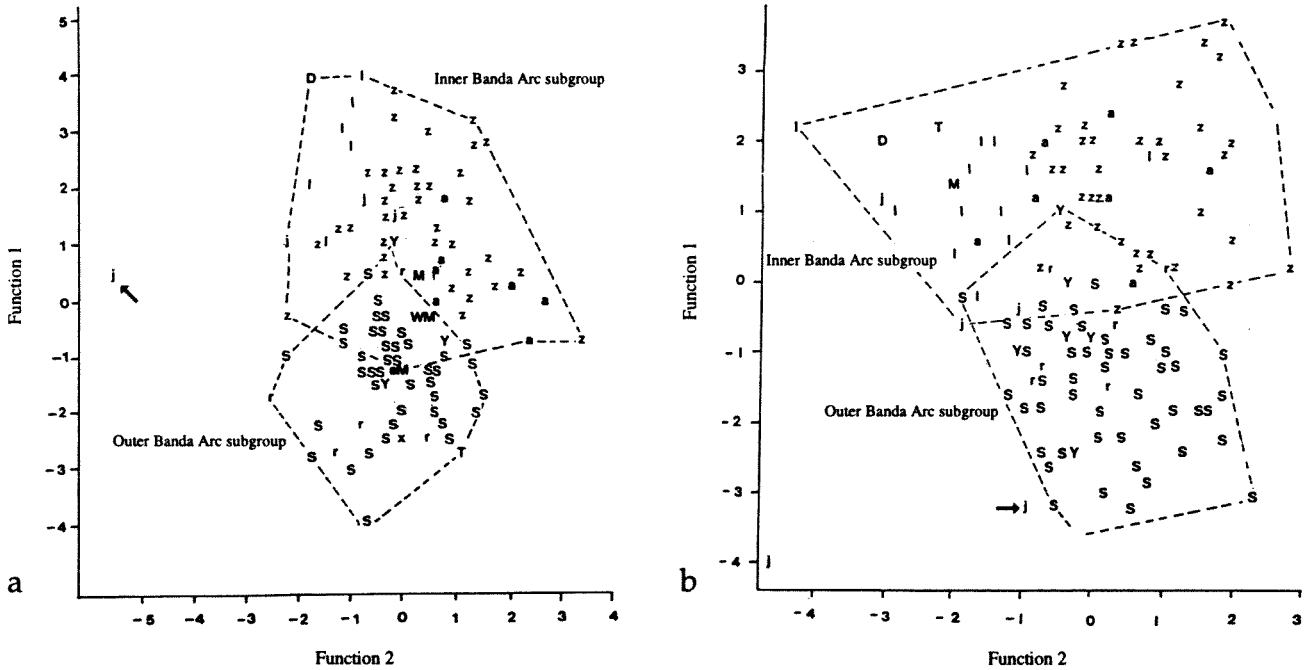 Inner Banda Arc subgroup
Outer Banda Arc subgroup
5
4
3
2
1
0
-1
-2
-3
-4
Function 1
-5 -4 -3 -2 -1 0 1 2 3 4
Function 2
a
Inner Banda Arc subgroup
Outer Banda Arc subgroup
3
2
1
0
-1
-2
-3
-4
Function 1
-4 -3 -2 -1 0 1 2 3
Function 2
b